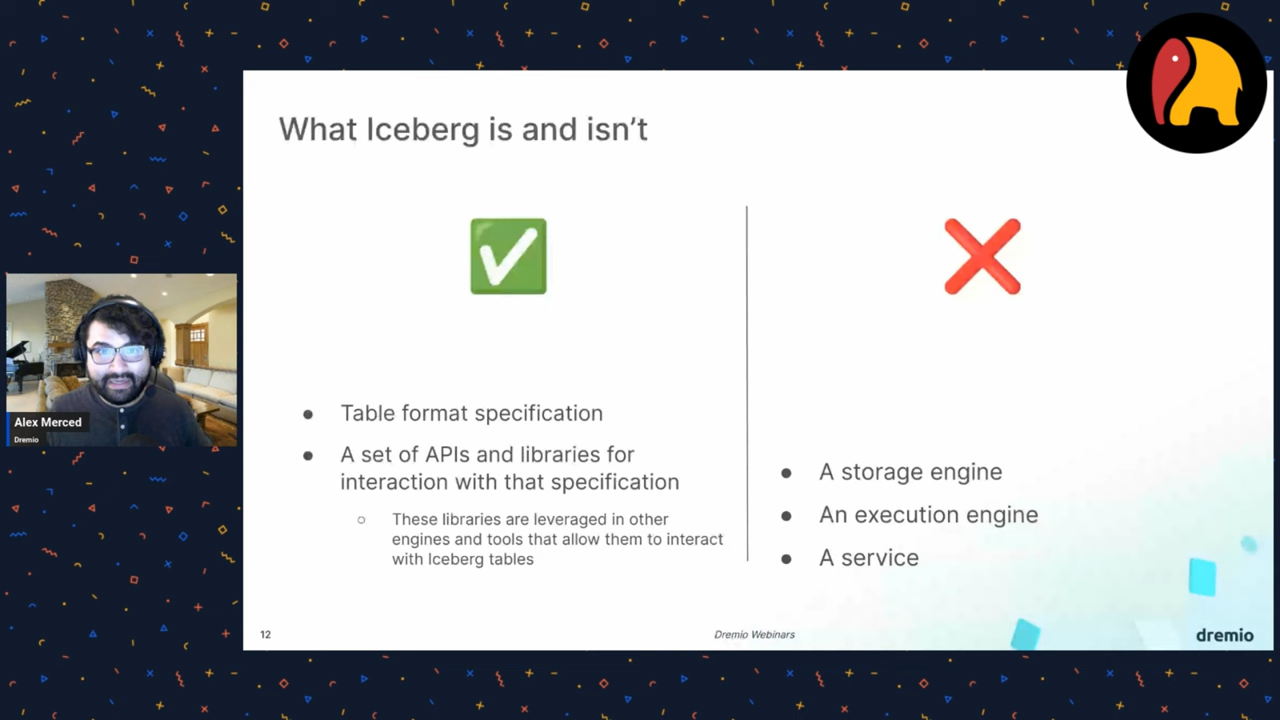 What Iceberg is and isn’t
● Table format specification
● A set of APIs and libraries for
interaction with that specification
○ These libraries are leveraged in other
engines and tools that allow them to interact
with Iceberg tables
● A storage engine
● An execution engine
● A service
12
Dremio Webinars
dremio
Alex Merced
Dremio